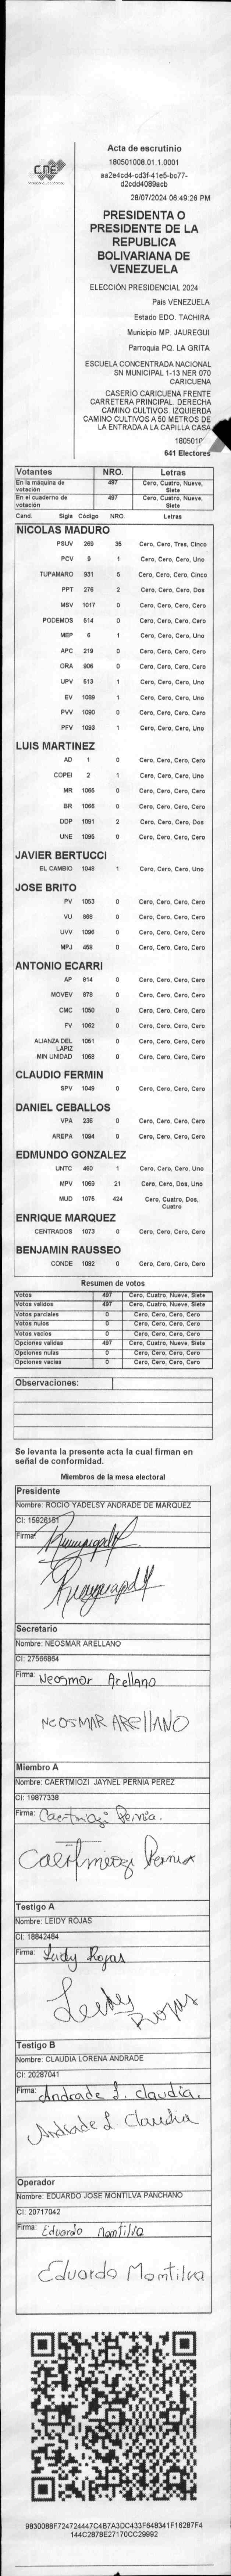 CNE
Acta de escrutinio
180501008.01.1.0001
aa2e4cd4-cd3f-41e5-bc77-
d2cdd4089acb
28/07/2024 06:49:26 PM
PRESIDENTA O
PRESIDENTE DE LA
REPUBLICA
BOLIVARIANA DE
VENEZUELA
ELECCIÓN PRESIDENCIAL 2024
Pais VENEZUELA
Estado EDO. TACHIRA
Municipio MP. JAUREGUI
Parroquia PQ. LA GRITA
ESCUELA CONCENTRADA NACIONAL
SN MUNICIPAL 1-13 NER 070
CARICUENA
CASERIO CARICUENA FRENTE
CARRETERA PRINCIPAL. DERECHA
CAMINO CULTIVOS. IZQUIERDA
CAMINO CULTIVOS A 50 METROS DE
LA ENTRADA A LA CAPILLA CASA
641 Electores
Votantes NRO. Letras
En la máquina de votación 497 Cero, Cuatro, Nueve, Siete
En el cuaderno de votación 497 Cero, Cuatro, Nueve, Siete
Cand. Sigla Código NRO. Letras
NICOLAS MADURO
PSUV 269 35 Cero, Cero, Tres, Cinco
PCV 9 1 Cero, Cero, Cero, Uno
TUPAMARO 931 5 Cero, Cero, Cero, Cinco
PPT 276 2 Cero, Cero, Cero, Dos
MSV 1017 0 Cero, Cero, Cero, Cero
PODEMOS 514 0 Cero, Cero, Cero, Cero
MEP 6 1 Cero, Cero, Cero, Uno
APC 219 0 Cero, Cero, Cero, Cero
ORA 906 0 Cero, Cero, Cero, Cero
UPV 513 1 Cero, Cero, Cero, Uno
EV 1089 1 Cero, Cero, Cero, Uno
PVV 1090 0 Cero, Cero, Cero, Cero
PFV 1093 1 Cero, Cero, Cero, Uno
LUIS MARTINEZ
AD 1 0 Cero, Cero, Cero, Cero
COPEI 2 1 Cero, Cero, Cero, Uno
MR 1065 0 Cero, Cero, Cero, Cero
BR 1066 0 Cero, Cero, Cero, Cero
DDP 1091 2 Cero, Cero, Cero, Dos
UNE 1095 0 Cero, Cero, Cero, Cero
JAVIER BERTUCCI
EL CAMBIO 1048 1 Cero, Cero, Cero, Uno
JOSE BRITO
PV 1053 0 Cero, Cero, Cero, Cero
VU 868 0 Cero, Cero, Cero, Cero
UVV 1096 0 Cero, Cero, Cero, Cero
MPJ 458 0 Cero, Cero, Cero, Cero
ANTONIO ECARRI
AP 814 0 Cero, Cero, Cero, Cero
MOVEV 878 0 Cero, Cero, Cero, Cero
CMC 1050 0 Cero, Cero, Cero, Cero
FV 1062 0 Cero, Cero, Cero, Cero
ALIANZA DEL LAPIZ 1051 0 Cero, Cero, Cero, Cero
MIN UNIDAD 1068 0 Cero, Cero, Cero, Cero
CLAUDIO FERMIN
SPV 1049 0 Cero, Cero, Cero, Cero
DANIEL CEBALLOS
VPA 236 0 Cero, Cero, Cero, Cero
AREPA 1094 0 Cero, Cero, Cero, Cero
EDMUNDO GONZALEZ
UNTC 460 1 Cero, Cero, Cero, Uno
MPV 1069 21 Cero, Cero, Dos, Uno
MUD 1075 424 Cero, Cuatro, Dos, Cuatro
ENRIQUE MARQUEZ
CENTRADOS 1073 0 Cero, Cero, Cero, Cero
BENJAMIN RAUSSEO
CONDE 1092 0 Cero, Cero, Cero, Cero
Resumen de votos
Votos 497 Cero, Cuatro, Nueve, Siete
Votos validos 497 Cero, Cuatro, Nueve, Siete
Votos parciales 0 Cero, Cero, Cero, Cero
Votos nulos 0 Cero, Cero, Cero, Cero
Votos vacios 0 Cero, Cero, Cero, Cero
Opciones validas 497 Cero, Cuatro, Nueve, Siete
Opciones nulas 0 Cero, Cero, Cero, Cero
Opciones vacias 0 Cero, Cero, Cero, Cero
Observaciones:
Se levanta la presente acta la cual firman en
señal de conformidad.
Miembros de la mesa electoral
Presidente
Nombre: ROCIO YADELSY ANDRADE DE MARQUEZ
CI: 15926151
Firma:
Secretario
Nombre: NEOSMAR ARELLANO
CI: 27566864
Firma: Neosmar Arellano
NEOSMAR ARELLANO
Miembro A
Nombre: CAERTMIOZI JAYNEL PERNIA PEREZ
CI: 19877338
Firma: Caertmiozi Pernia.
Caertmiozi Pernia
Testigo A
Nombre: LEIDY ROJAS
CI: 18842484
Firma: Leidy Rojas
Leidy Rojas
Testigo B
Nombre: CLAUDIA LORENA ANDRADE
CI: 20287041
Firma: Andrade L. claudia.
Andrade L Claudia
Operador
Nombre: EDUARDO JOSE MONTILVA PANCHANO
CI: 20717042
Firma: Eduardo Montilva
Eduardo Montilva
9830088F724724447C4B7A3DC433F648341F16287F4
144C2878E27170CC29992